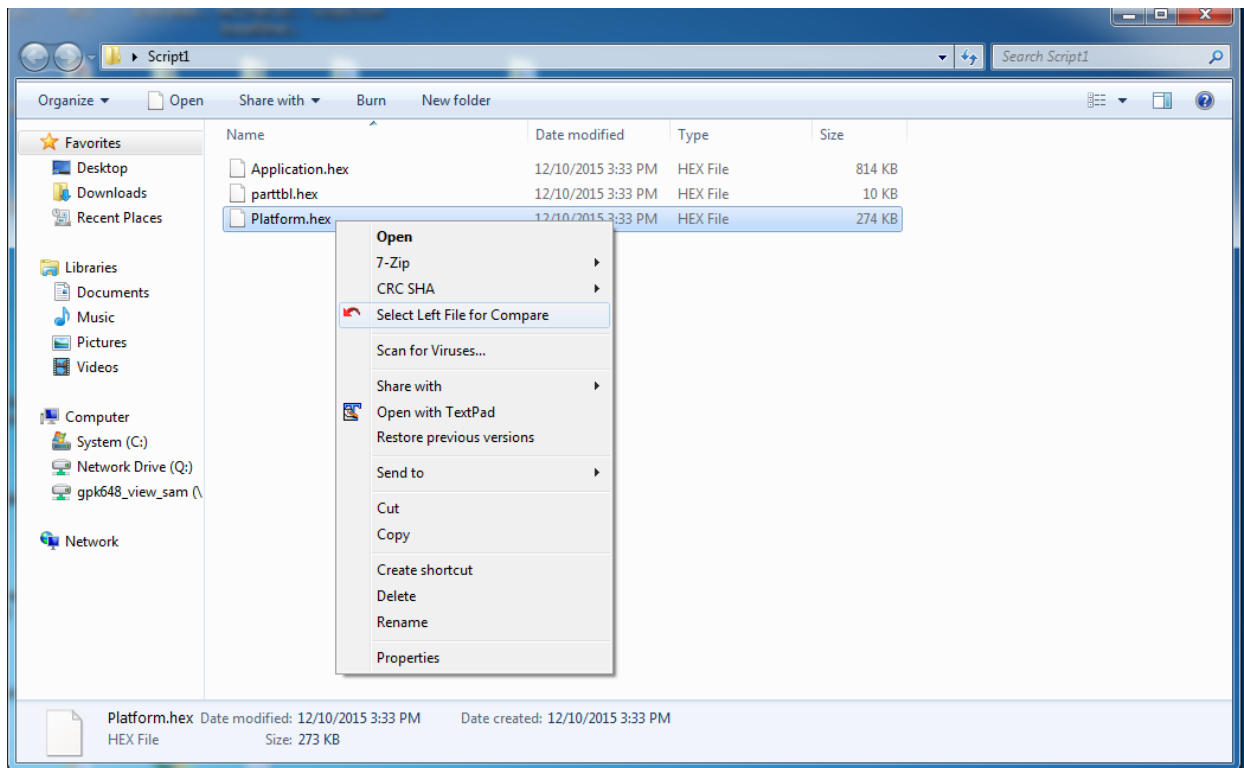 Script1
Search Script1
Organize Open Share with Burn New folder
Name Date modified Type Size
Favorites
Desktop
Downloads
Recent Places
Libraries
Documents
Music
Pictures
Videos
Computer
System (C:)
Network Drive (Q:)
gpk648_view_sam (\
Network
Application.hex 12/10/2015 3:33 PM HEX File 814 KB
parttbl.hex 12/10/2015 3:33 PM HEX File 10 KB
Platform.hex 12/10/2015 3:33 PM HEX File 274 KB
Open
7-Zip
CRC SHA
Select Left File for Compare
Scan for Viruses...
Share with
Open with TextPad
Restore previous versions
Send to
Cut
Copy
Create shortcut
Delete
Rename
Properties
Platform.hex Date modified: 12/10/2015 3:33 PM Date created: 12/10/2015 3:33 PM
HEX File Size: 273 KB